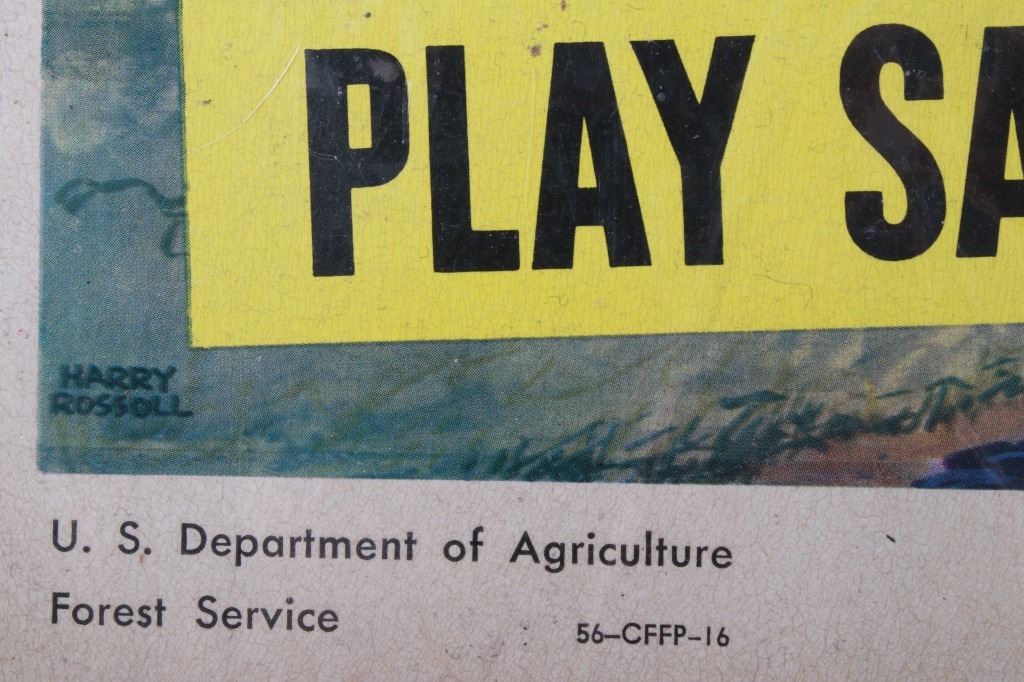 PLAY SA
HARRY
ROSSOLL
U. S. Department of Agriculture
Forest Service
56–CFFP–16